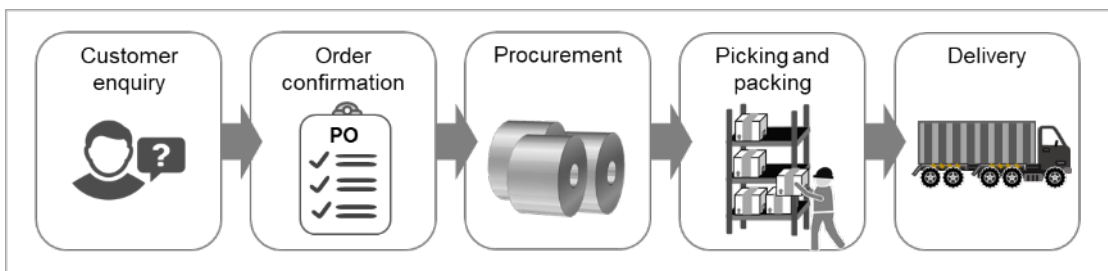 Customer
enquiry
Order
confirmation
Procurement
Picking and
packing
Delivery
?
PO